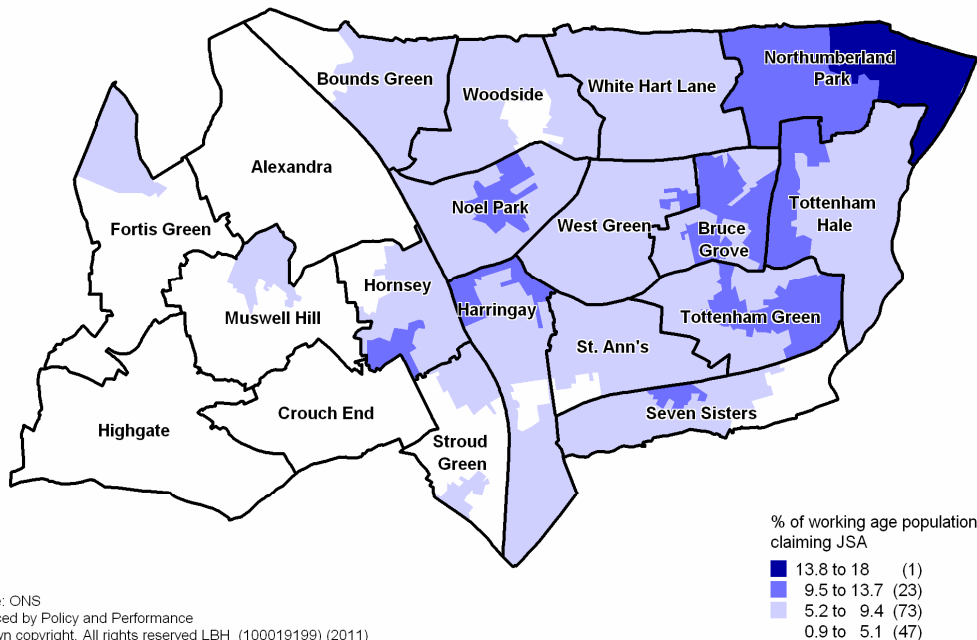 Northumberland
Park
Bounds Green
Woodside
White Hart Lane
Alexandra
Noel Park
Tottenham
Hale
Fortis Green
West Green
Bruce
Grove
Hornsey
Harringay
Muswell Hill
Tottenham Green
St. Ann's
Crouch End
Seven Sisters
Highgate
Stroud
Green
% of working age population
claiming JSA
13.8 to 18 (1)
9.5 to 13.7 (23)
5.2 to 9.4 (73)
0.9 to 5.1 (47)
: ONS
by Policy and Performance
copyright. All rights reserved LBH (100019199) (2011)